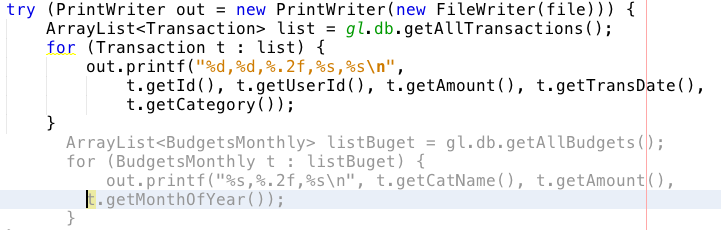 try (PrintWriter out = new PrintWriter(new FileWriter(file))) {
ArrayList<Transaction> list = gl.db.getAllTransactions();
for (Transaction t : list) {
out.printf("%d,%d,%.2f,%s,%s\n",
t.getId(), t.getUserId(), t.getAmount(), t.getTransDate(),
t.getCategory());
}
ArrayList<BudgetsMonthly> listBuget = gl.db.getAllBudgets();
for (BudgetsMonthly t : listBuget) {
out.printf("%s,%.2f,%s\n", t.getCatName(), t.getAmount(),
t.getMonthOfYear());
}